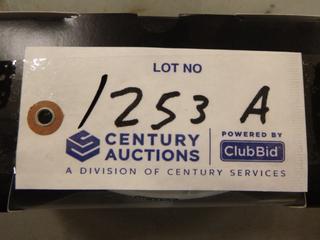 LOT NO
1253 A
CENTURY AUCTIONS
POWERED BY
ClubBid
A DIVISION OF CENTURY SERVICES